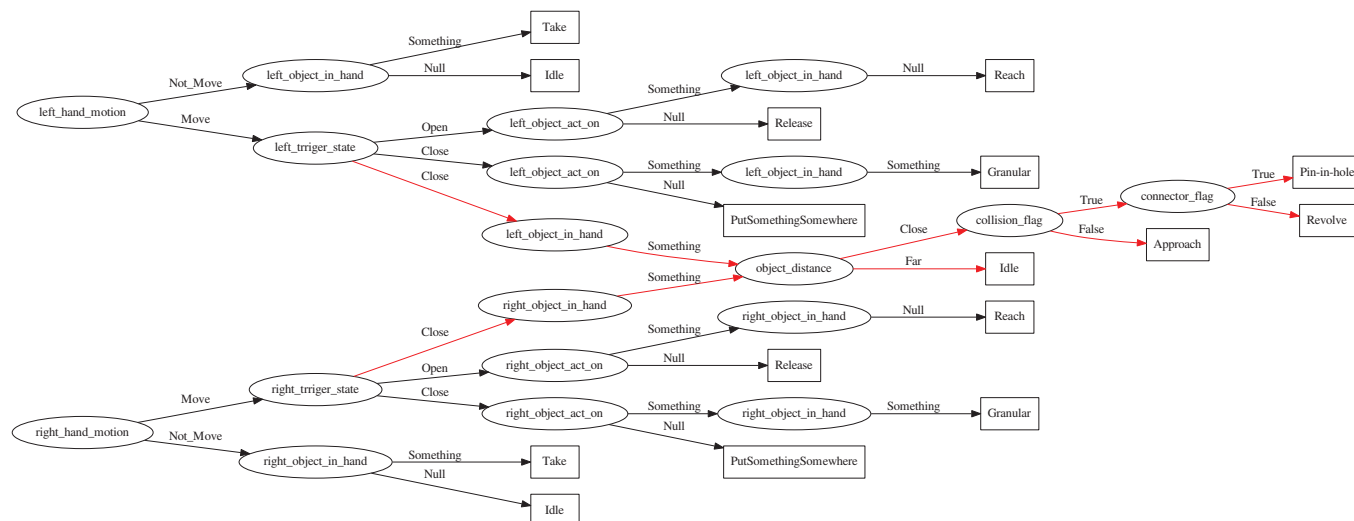 Take
Something
left_object_in_hand
Not_Move
Null
Idle
left_object_in_hand
Null
Reach
Something
left_hand_motion
Move
left_trriger_state
Open
left_object_act_on
Null
Release
Close
left_object_act_on
Something
left_object_in_hand
Something
Granular
Null
PutSomethingSomewhere
Close
left_object_in_hand
Something
object_distance
Close
collision_flag
True
connector_flag
True
Pin-in-hole
False
Revolve
False
Approach
Far
Idle
right_object_in_hand
Something
Close
right_object_in_hand
Null
Reach
Something
right_object_act_on
Null
Release
right_trriger_state
Open
Close
right_object_act_on
Something
right_object_in_hand
Something
Granular
Null
PutSomethingSomewhere
Move
right_hand_motion
Not_Move
right_object_in_hand
Something
Take
Null
Idle